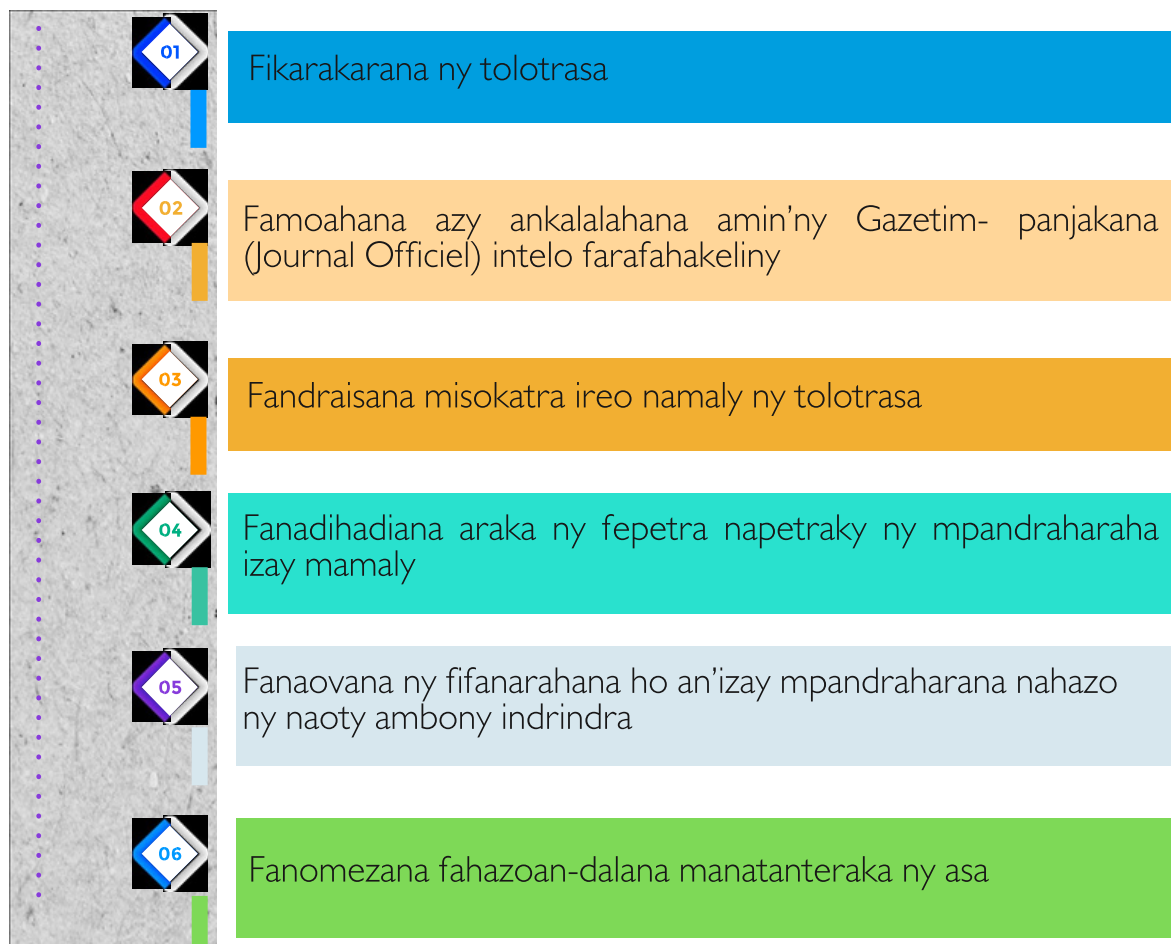 01
Fikarakarana ny tolotrasa
02
Famoahana azy ankalalahana amin’ny Gazetim- panjakana
(Journal Officiel) intelo farafahakeliny
03
Fandraisana misokatra ireo namaly ny tolotrasa
04
Fanadihadiana araka ny fepetra napetraky ny mpandraharaha
izay mamaly
05
Fanaovana ny fifanarahana ho an’izay mpandraharana nahazo
ny naoty ambony indrindra
06
Fanomezana fahazoan-dalana manatanteraka ny asa